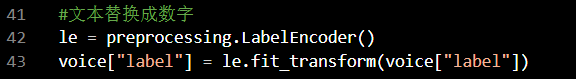 41 #文本替换成数字
42 le = preprocessing.LabelEncoder()
43 voice["label"] = le.fit_transform(voice["label"])